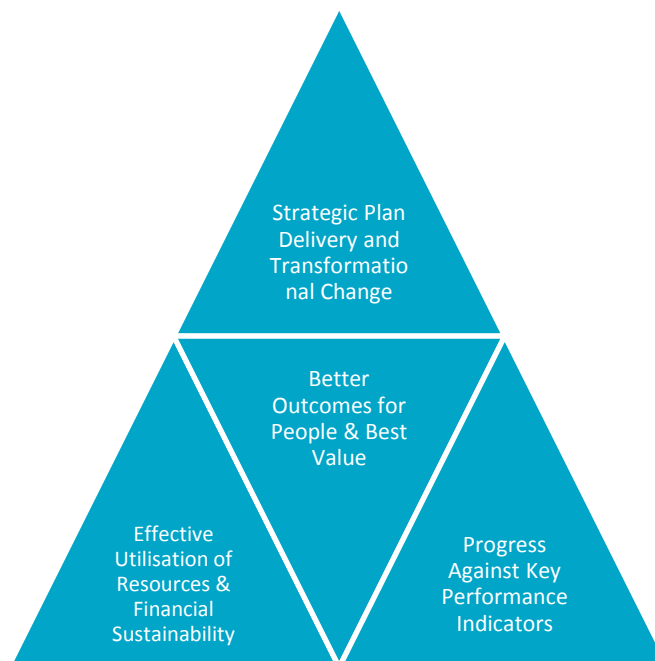 Strategic Plan
Delivery and
Transformatio
nal Change
Better
Outcomes for
People & Best
Value
Effective
Utilisation of
Resources &
Financial
Sustainability
Progress
Against Key
Performance
Indicators